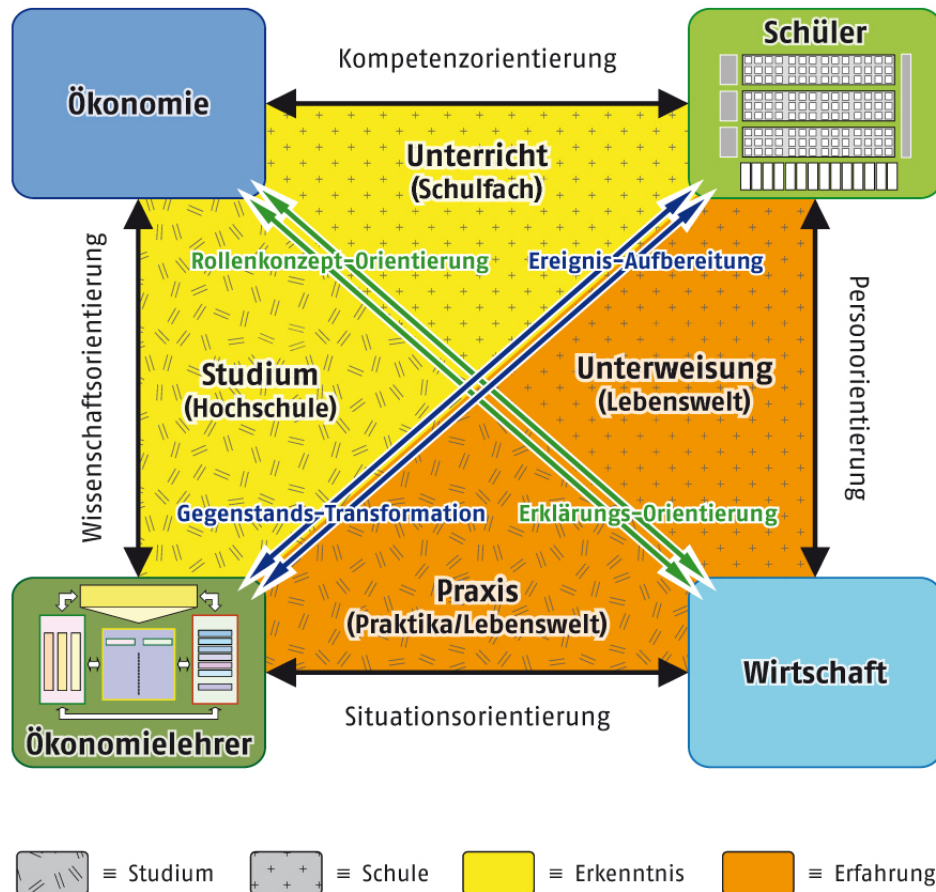 Ökonomie
Kompetenzorientierung
Schüler
Unterricht
(Schulfach)
Rollenkonzept-Orientierung
Ereignis-Aufbereitung
Wissenschaftsorientierung
Personorientierung
Studium
(Hochschule)
Unterweisung
(Lebenswelt)
Gegenstands-Transformation
Erklärungs-Orientierung
Praxis
(Praktika/Lebenswelt)
Ökonomielehrer
Situationsorientierung
Wirtschaft
≡ Studium
≡ Schule
≡ Erkenntnis
≡ Erfahrung